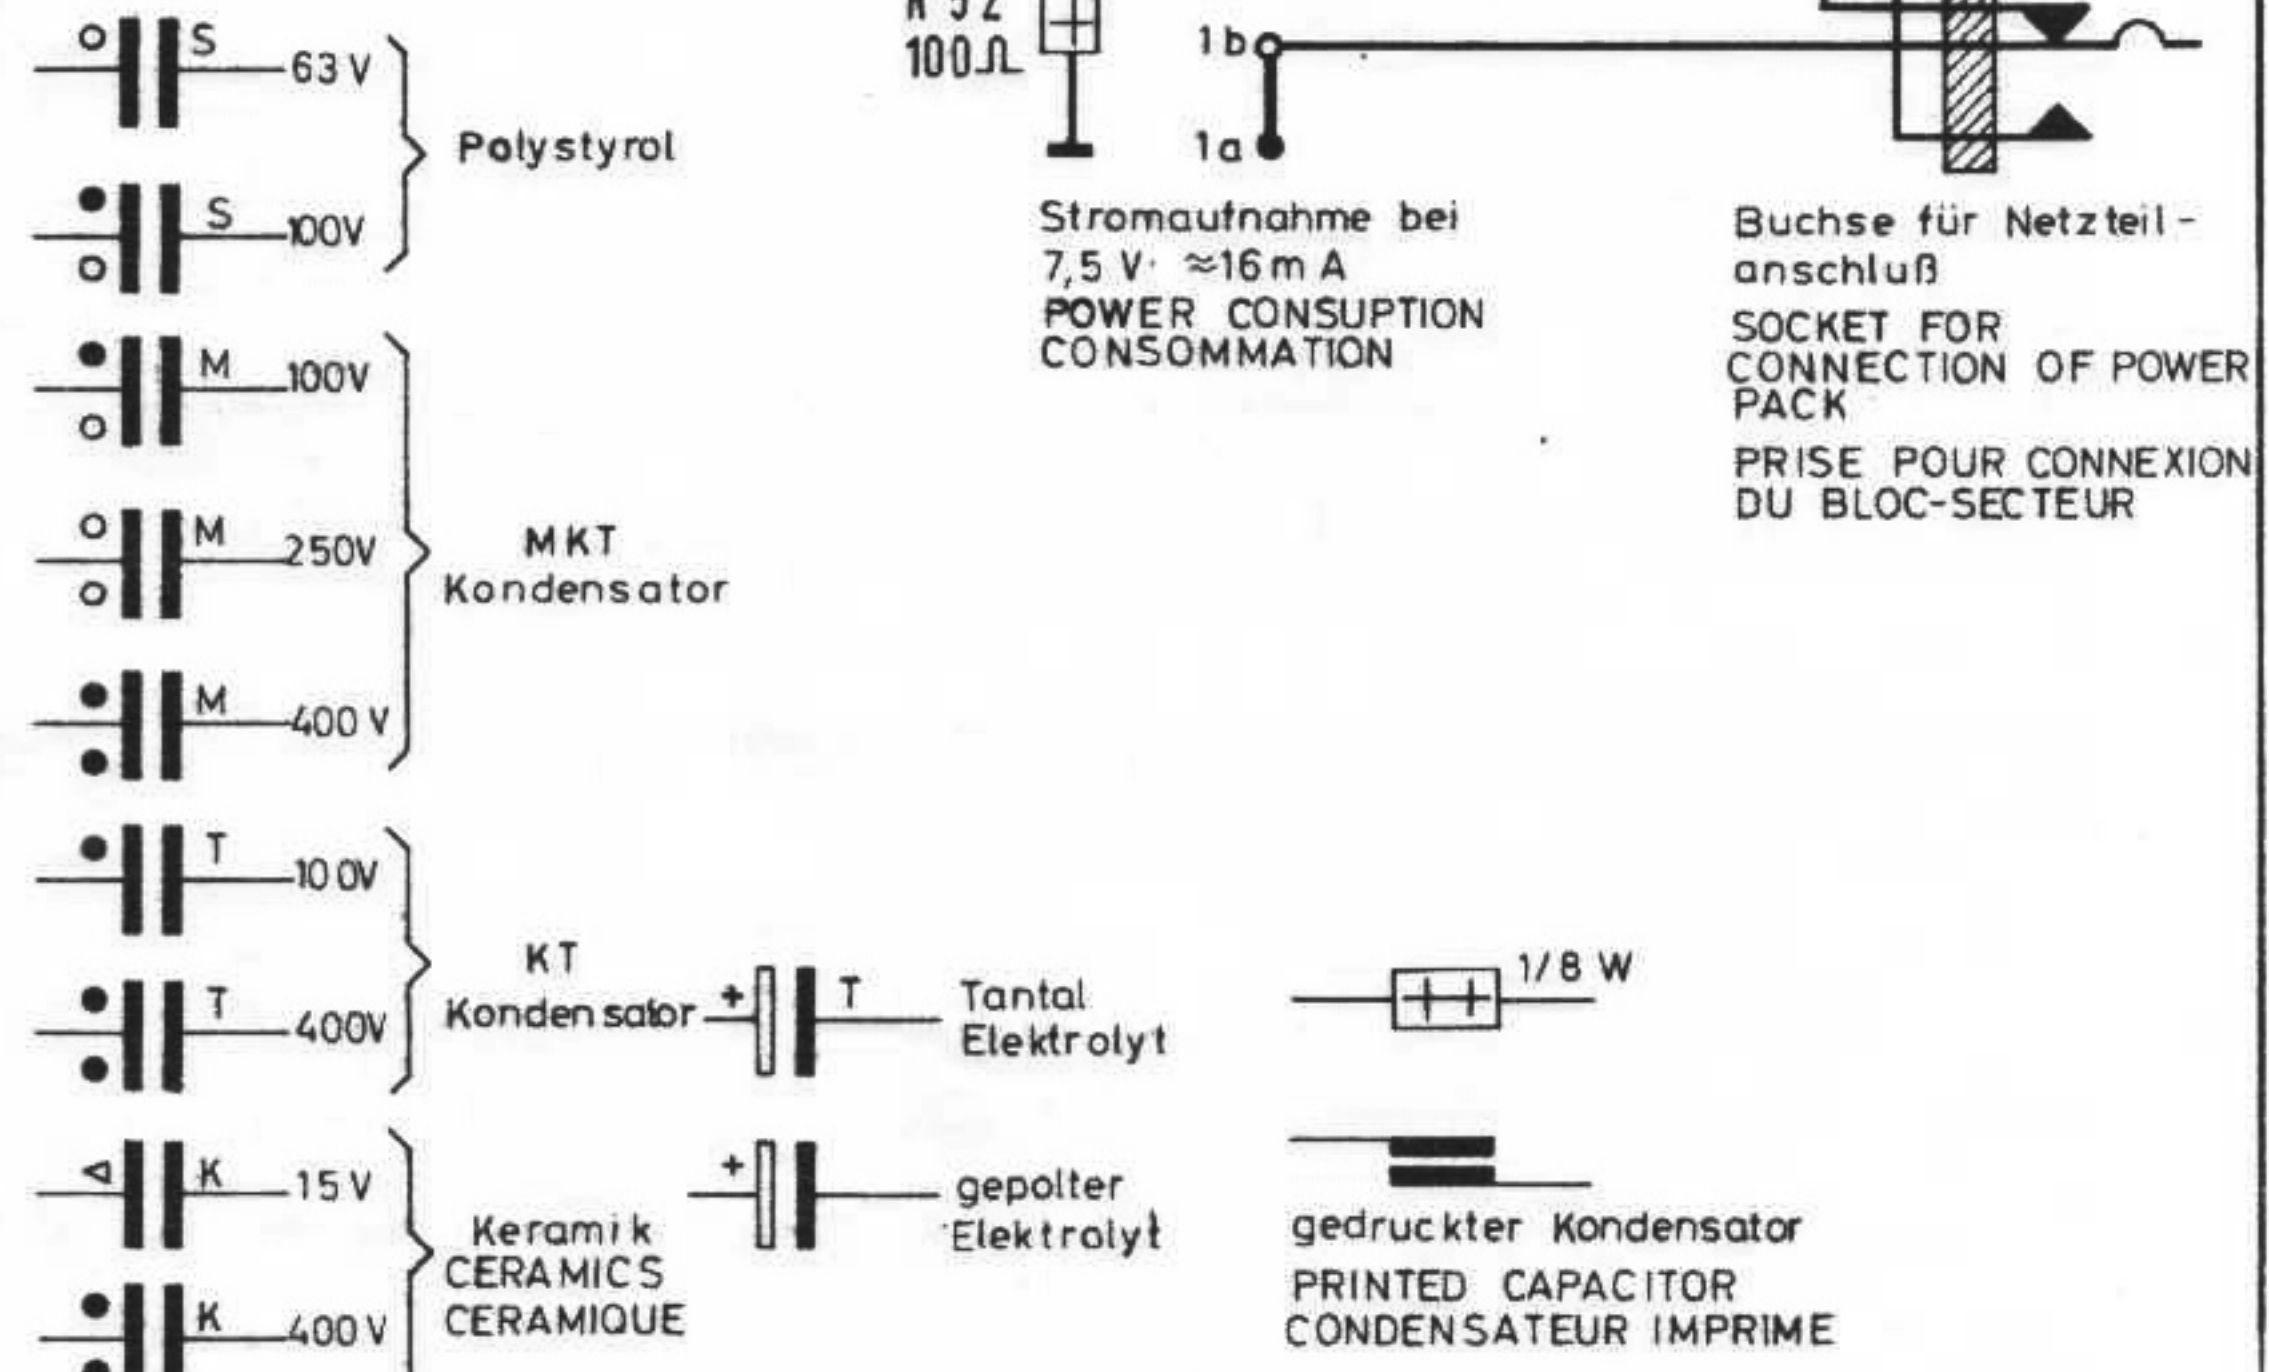 S
63 V
Polystyrol
S
100V
M
100V
M
250V
MKT
Kondensator
M
400 V
T
100V
KT
Kondensator
T
400V
K
15 V
Keramik
CERAMICS
CERAMIQUE
K
400 V
+
T
Tantal
Elektrolyt
+
gepolter
Elektrolyt
100Ω
1b
1a
Stromaufnahme bei
7,5 V ≈16 mA
POWER CONSUPTION
CONSOMMATION
Buchse für Netzteil-
anschluß
SOCKET FOR
CONNECTION OF POWER
PACK
PRISE POUR CONNEXION
DU BLOC-SECTEUR
1/8 W
gedruckter Kondensator
PRINTED CAPACITOR
CONDENSATEUR IMPRIME